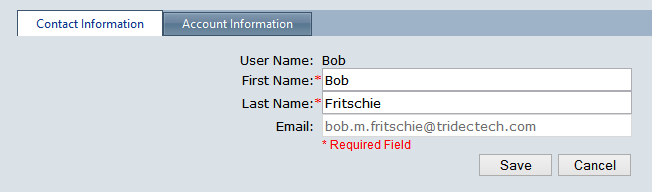 Contact Information Account Information
User Name: Bob
First Name:* Bob
Last Name:* Fritschie
Email: bob.m.fritschie@tridectech.com
* Required Field
Save Cancel